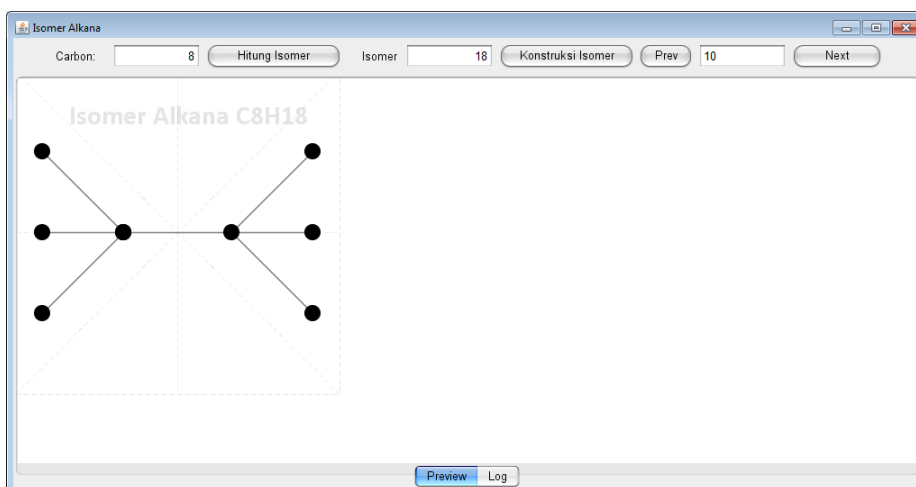 Isomer Alkana
Carbon: 8 Hitung Isomer Isomer 18 Konstruksi Isomer Prev 10 Next
Isomer Alkana C8H18
Preview Log